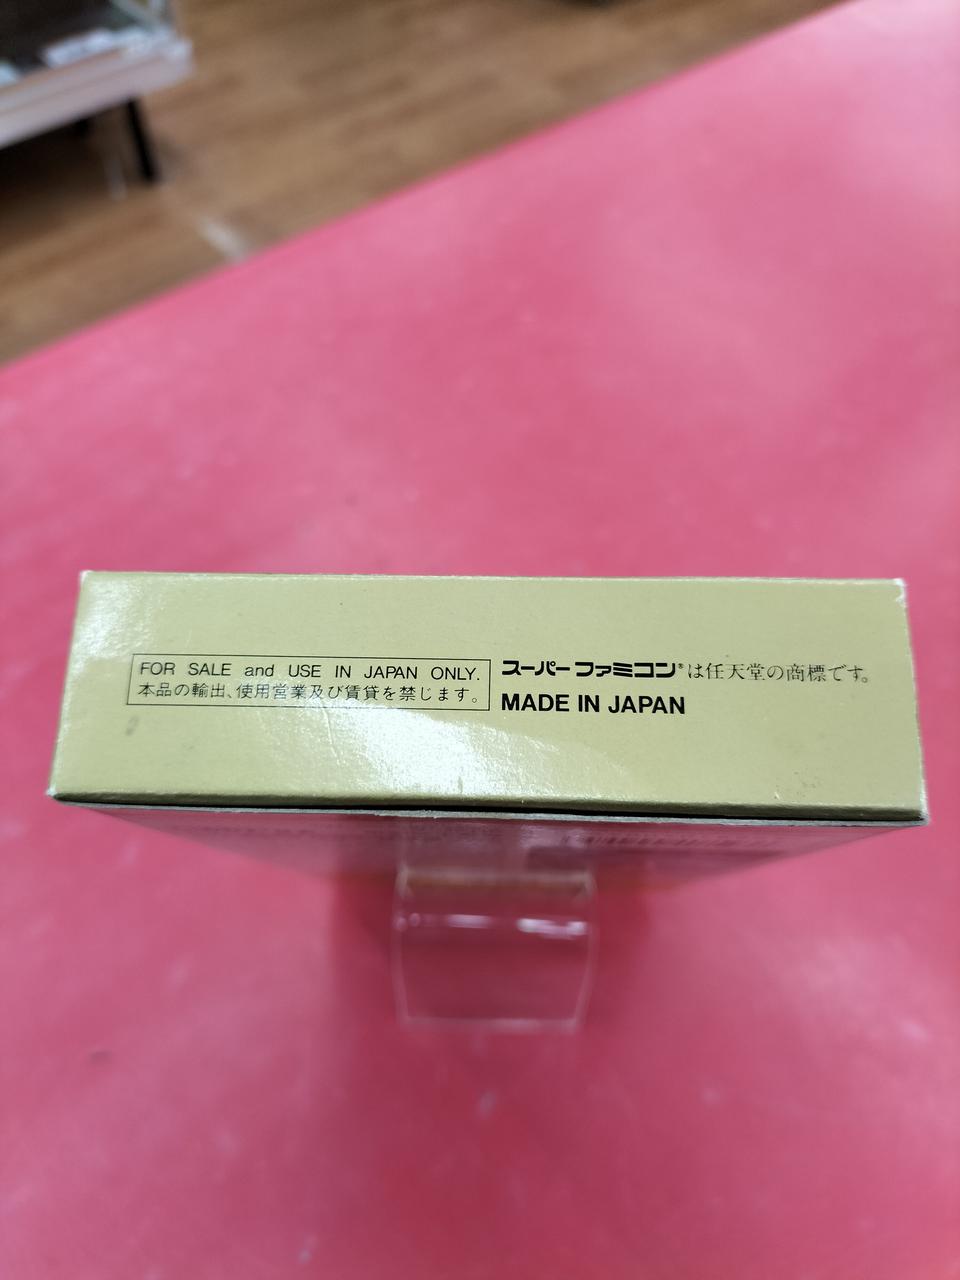 FOR SALE and USE IN JAPAN ONLY.
本品の輸出、使用営業及び賃貸を禁じます。
スーパーファミコン®は任天堂の商標です。
MADE IN JAPAN